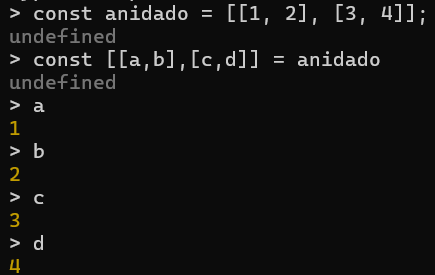 > const anidado = [[1, 2], [3, 4]];
undefined
> const [[a,b],[c,d]] = anidado
undefined
> a
1
> b
2
> c
3
> d
4